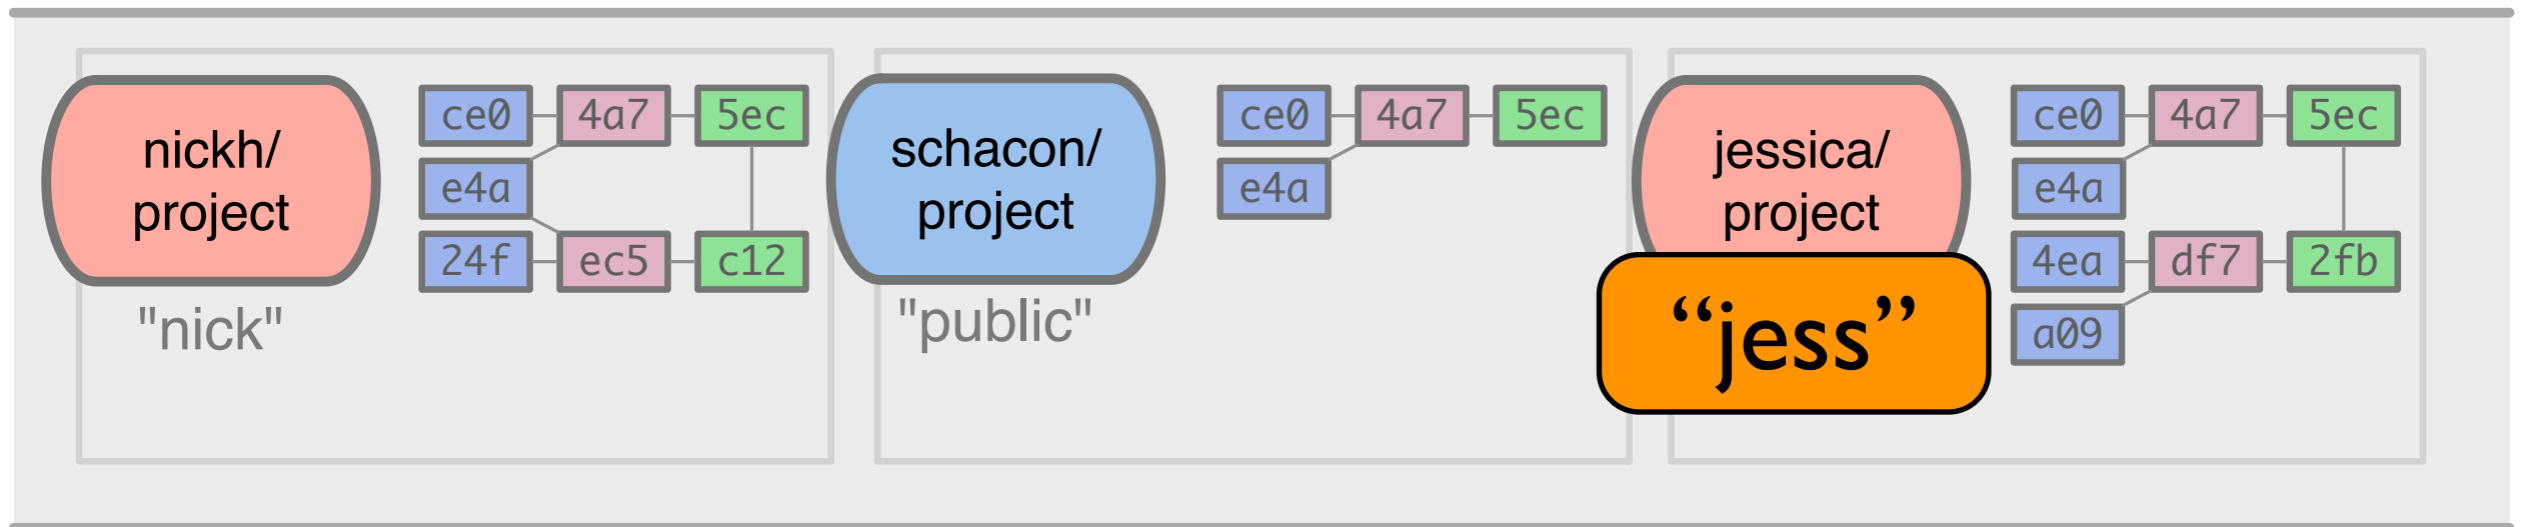 nickh/
project
"nick"
ce0 4a7 5ec
e4a
24f ec5 c12
schacon/
project
"public"
ce0 4a7 5ec
e4a
jessica/
project
“jess”
ce0 4a7 5ec
e4a
4ea df7 2fb
a09